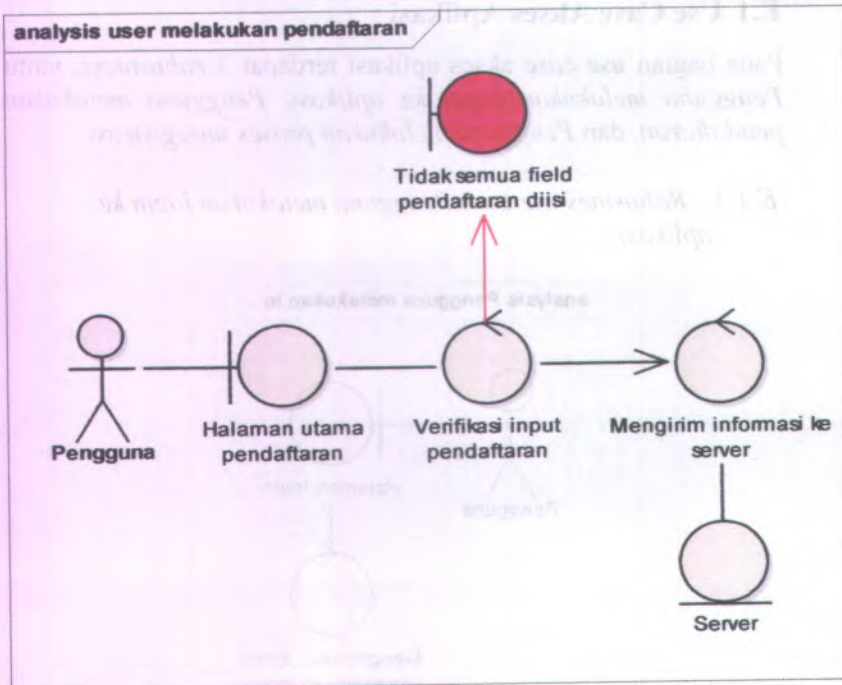 analysis user melakukan pendaftaran
Tidak semua field
pendaftaran diisi
Pengguna
Halaman utama
pendaftaran
Verifikasi input
pendaftaran
Mengirim informasi ke
server
Server